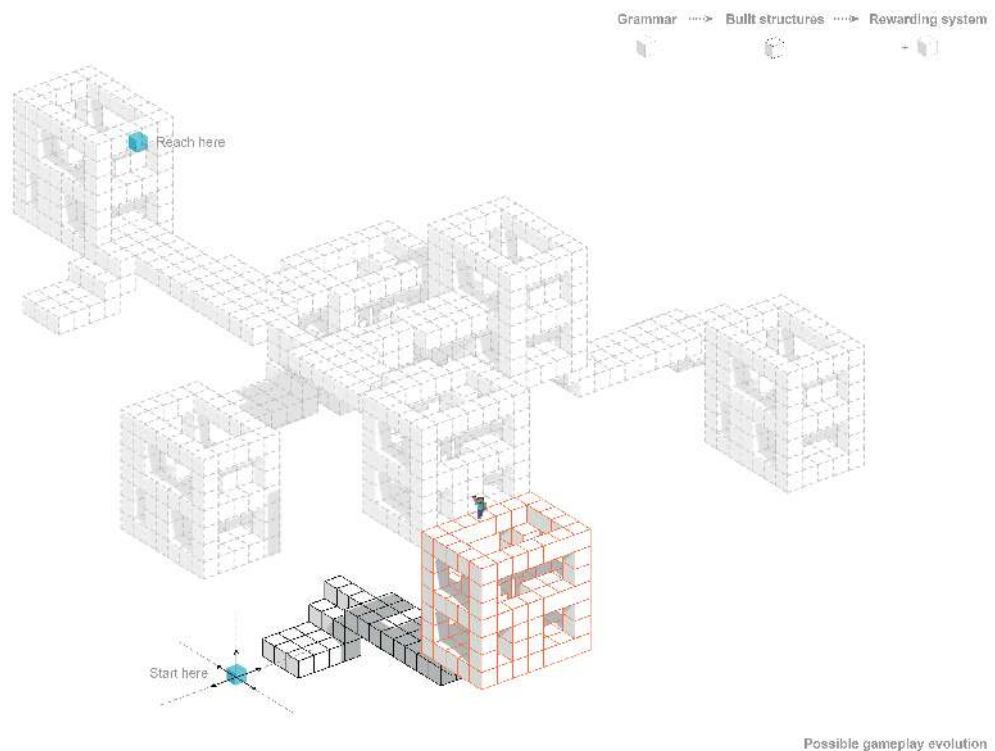 Grammar Built structures Rewarding system
+
Reach here
Start here
Possible gameplay evolution